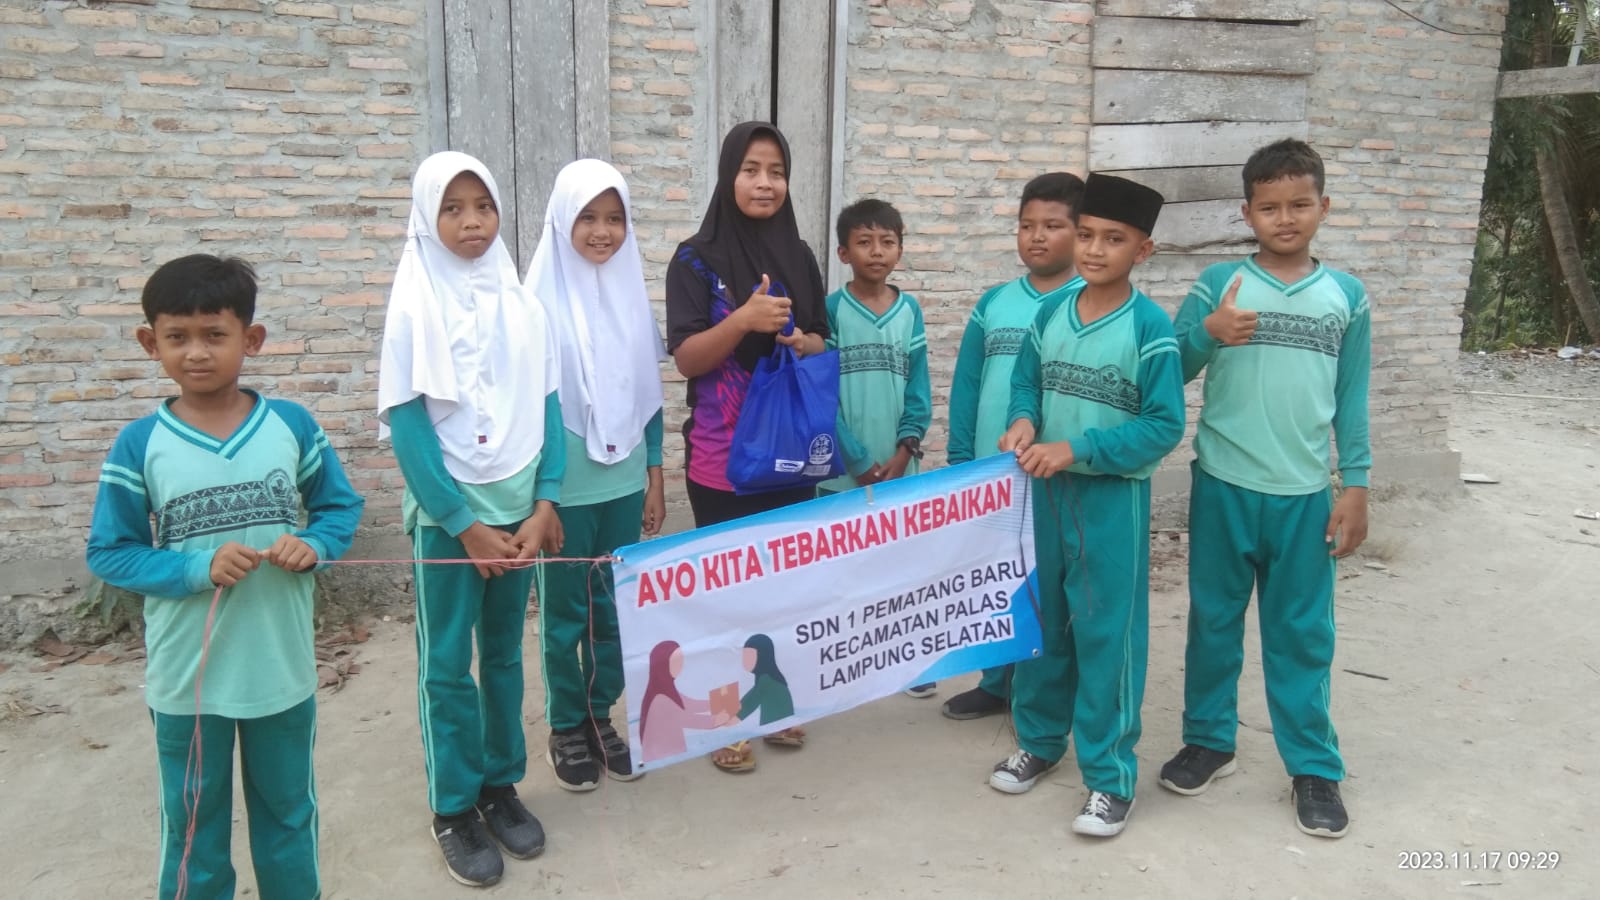 AYO KITA TEBARKAN KEBAIKAN
SDN 1 PEMATANG BARU
KECAMATAN PALAS
LAMPUNG SELATAN
2023.11.17 09:29